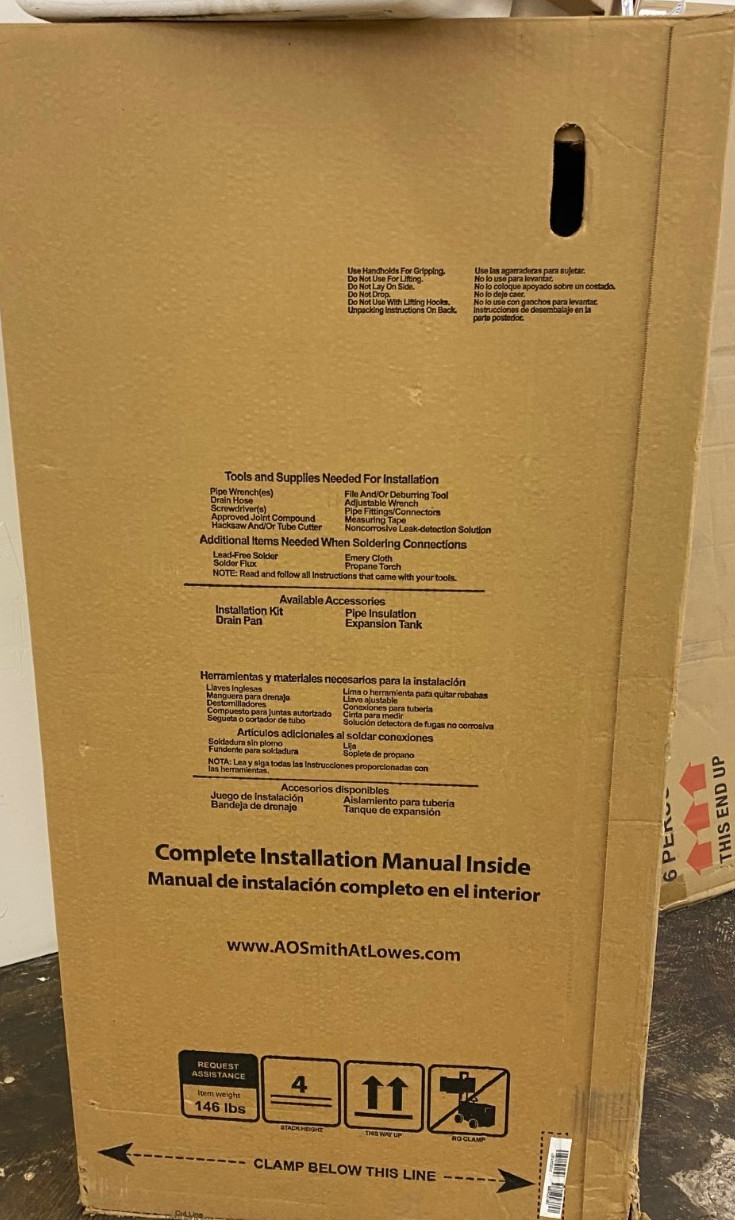 Use Handholds For Gripping.
Do Not Use For Lifting.
Do Not Lay On Side.
Do Not Drop.
Do Not Use With Lifting Hooks.
Unpacking Instructions On Back.
Use las agarraderas para sujetar.
No lo use para levantar.
No lo coloque apoyado sobre un costado.
No lo deje caer.
No lo use con ganchos para levantar.
Instrucciones de desembalaje en la
parte posterior.
Tools and Supplies Needed For Installation
Pipe Wrench(es)
Drain Hose
Screwdriver(s)
Approved Joint Compound
Hacksaw And/Or Tube Cutter
File And/Or Deburring Tool
Adjustable Wrench
Pipe Fittings/Connectors
Measuring Tape
Noncorrosive Leak-detection Solution
Additional Items Needed When Soldering Connections
Lead-Free Solder
Solder Flux
Emery Cloth
Propane Torch
NOTE: Read and follow all instructions that came with your tools.
Available Accessories
Installation Kit
Drain Pan
Pipe Insulation
Expansion Tank
Herramientas y materiales necesarios para la instalación
Llaves inglesas
Manguera para drenaje
Destornilladores
Compuesto para juntas autorizado
Segueta o cortador de tubo
Lima o herramienta para quitar rebabas
Llave ajustable
Conexiones para tubería
Cinta para medir
Solución detectora de fugas no corrosiva
Artículos adicionales al soldar conexiones
Soldadura sin plomo
Fundente para soldadura
Lija
Soplete de propano
NOTA: Lea y siga todas las instrucciones proporcionadas con
las herramientas.
Accesorios disponibles
Juego de instalación
Bandeja de drenaje
Aislamiento para tubería
Tanque de expansión
Complete Installation Manual Inside
Manual de instalación completo en el interior
www.AOSmithAtLowes.com
REQUEST
ASSISTANCE
Item weight
146 lbs
4
STACK HEIGHT
THIS WAY UP
NO CLAMP
CLAMP BELOW THIS LINE
Cut Line
THIS END UP